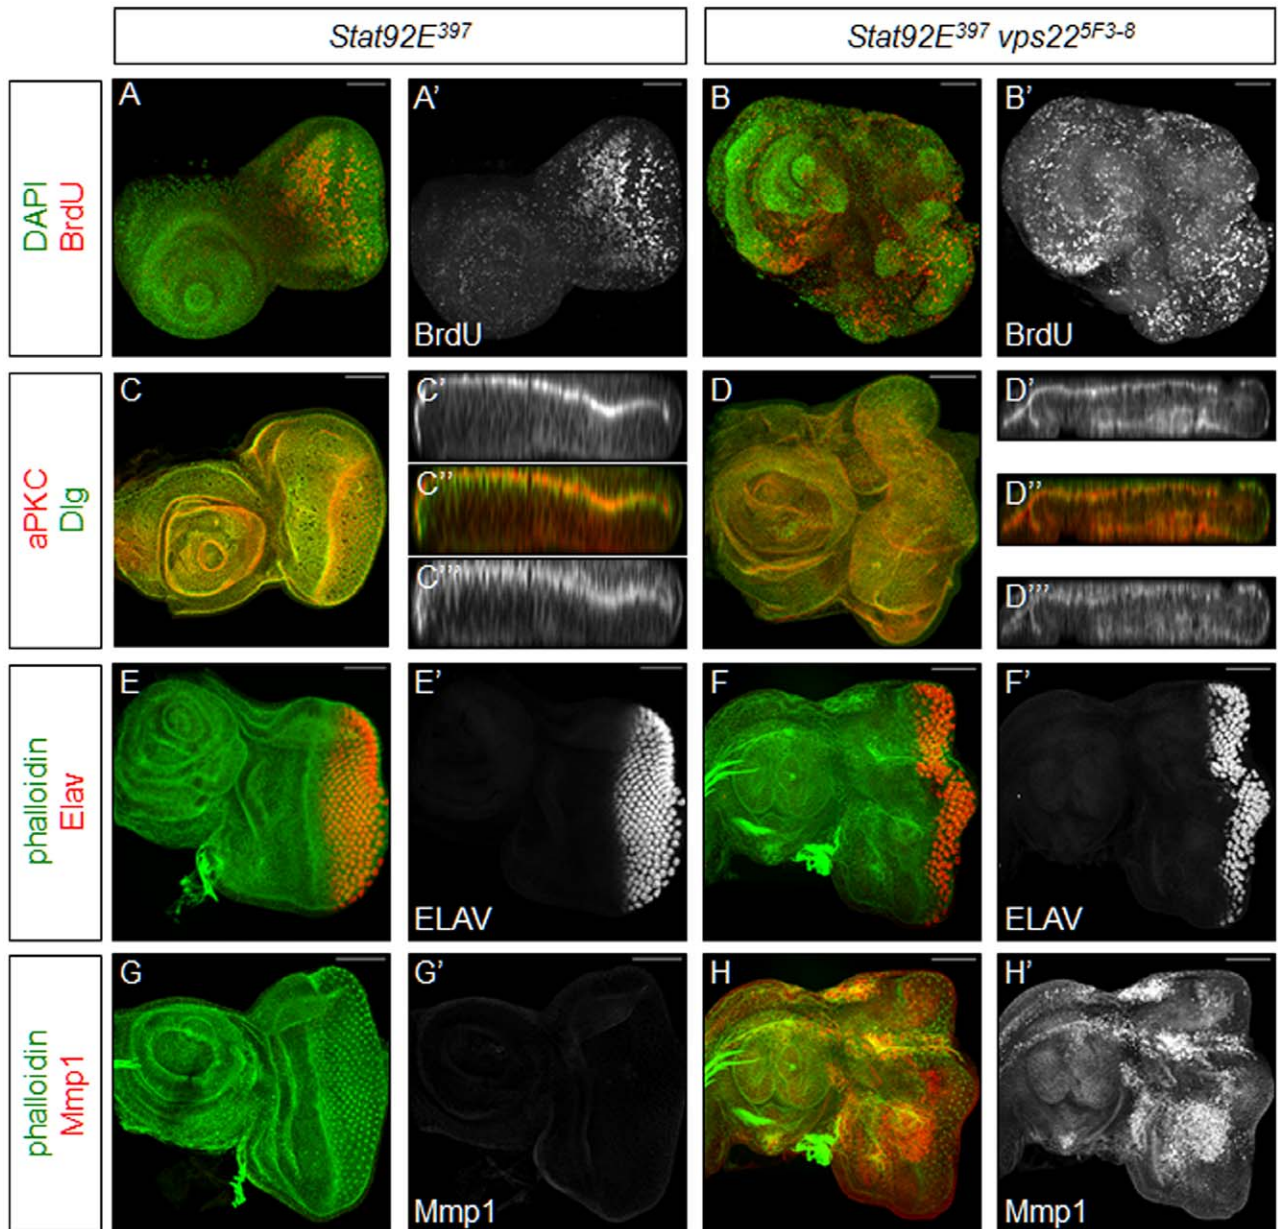 Stat92E397
Stat92E397 vps225F3-8
DAPI
BrdU
A
A'
BrdU
B
B'
BrdU
aPKC
Dlg
C
C'
C''
C'''
D
D'
D''
D'''
phalloidin
Elav
E
E'
ELAV
F
F'
ELAV
phalloidin
Mmp1
G
G'
Mmp1
H
H'
Mmp1